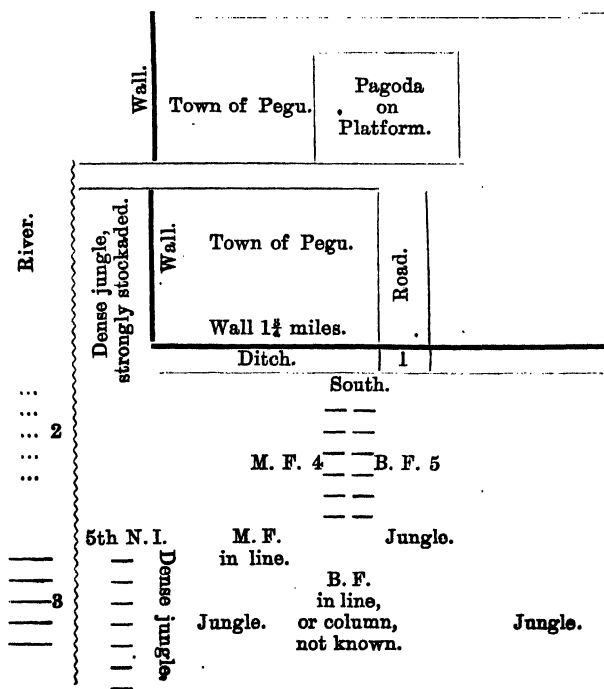 Wall.
Town of Pegu.
Pagoda
on
Platform.
River.
Dense jungle,
strongly stockaded.
Wall.
Town of Pegu.
Road.
Wall 1¾ miles.
Ditch.
1
South.
2
M. F. 4
B. F. 5
5th N. I.
M. F.
in line.
Jungle.
3
Dense jungle.
Jungle.
B. F.
in line,
or column,
not known.
Jungle.